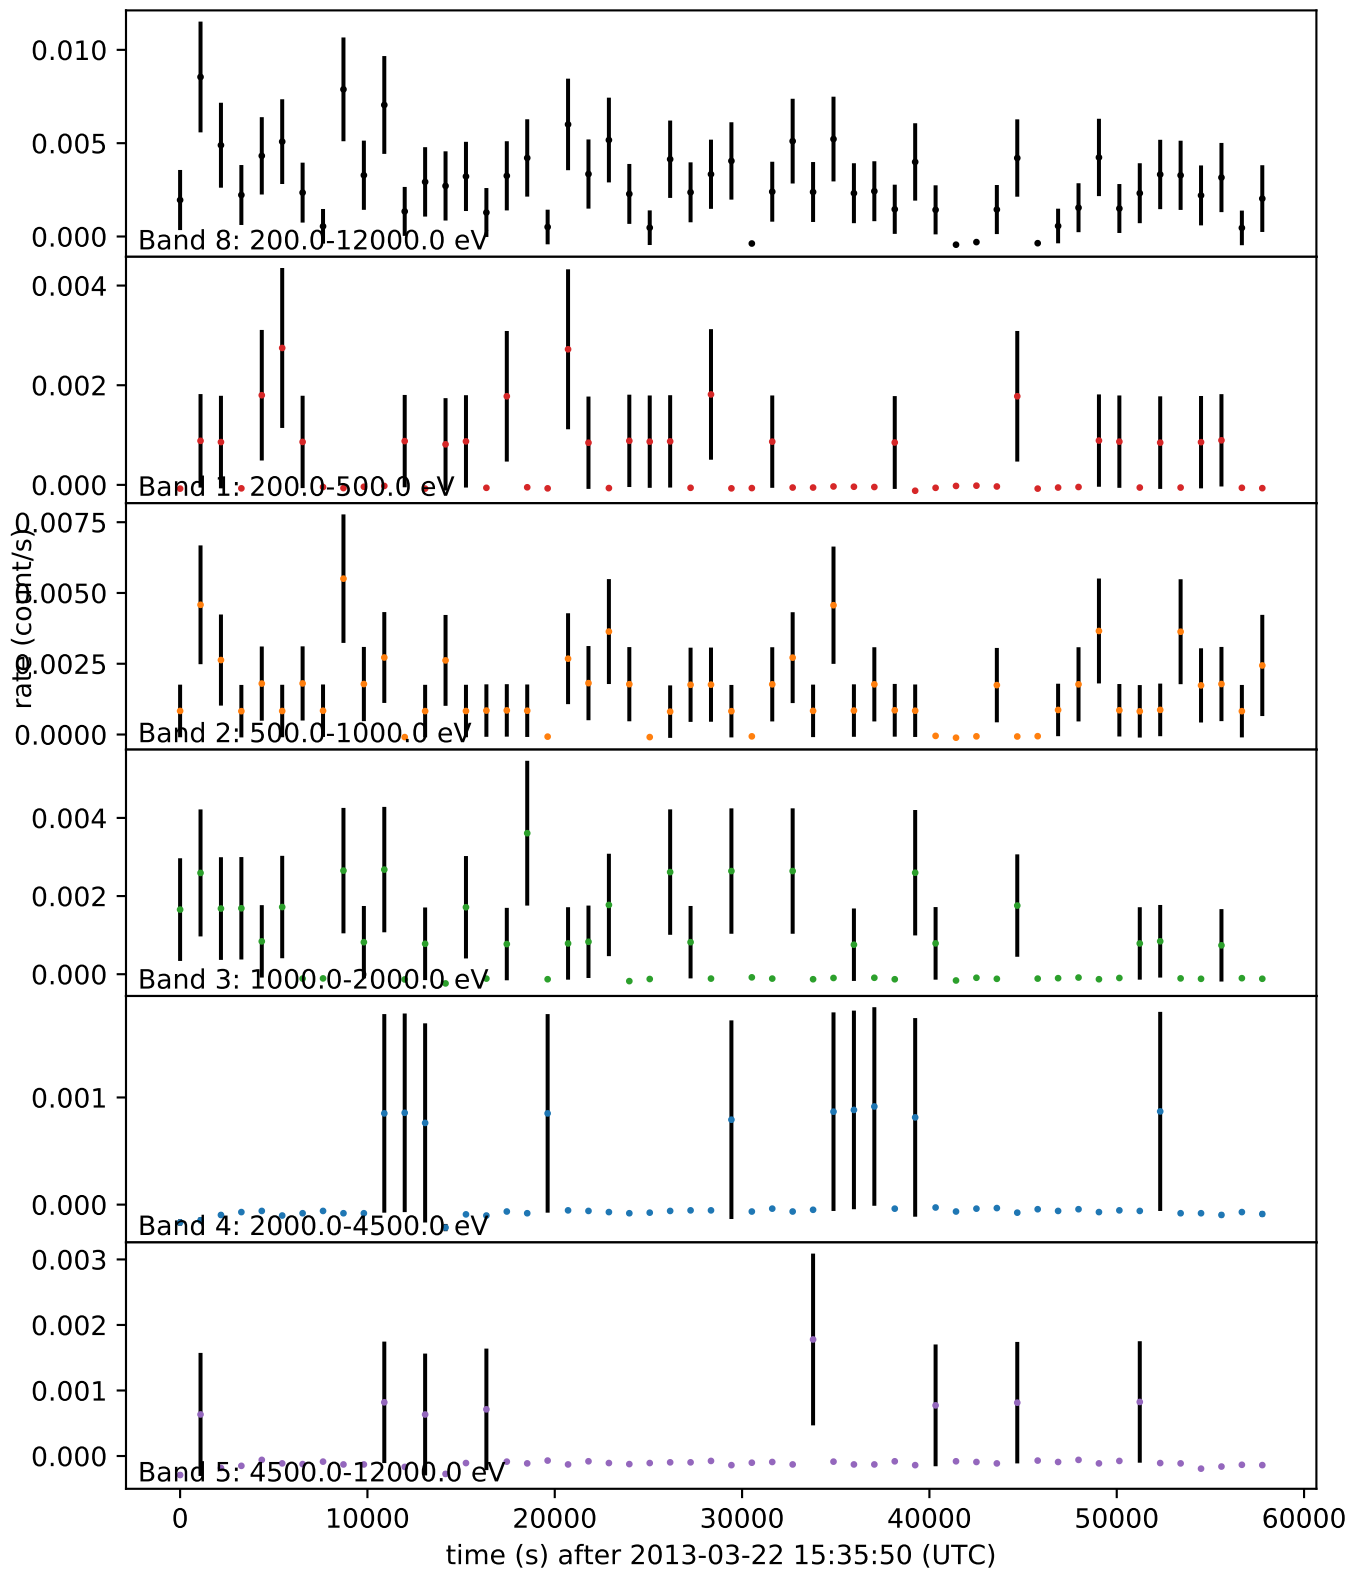 0.010
0.005
0.000
Band 8: 200.0-12000.0 eV
0.004
0.002
0.000
Band 1: 200.0-500.0 eV
rate (count/s)
0.0075
0.0050
0.0025
0.0000
Band 2: 500.0-1000.0 eV
0.004
0.002
0.000
Band 3: 1000.0-2000.0 eV
0.001
0.000
Band 4: 2000.0-4500.0 eV
0.003
0.002
0.001
0.000
Band 5: 4500.0-12000.0 eV
0 10000 20000 30000 40000 50000 60000
time (s) after 2013-03-22 15:35:50 (UTC)